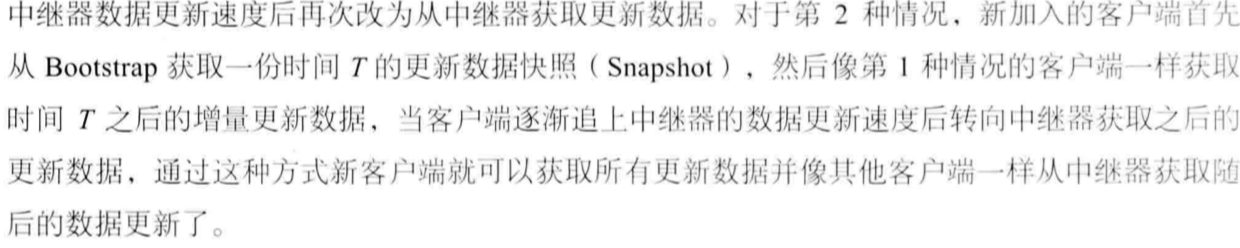 中继器数据更新速度后再次改为从中继器获取更新数据。对于第 2 种情况，新加入的客户端首先
从 Bootstrap 获取一份时间 T 的更新数据快照（Snapshot），然后像第 1 种情况的客户端一样获取
时间 T 之后的增量更新数据，当客户端逐渐追上中继器的数据更新速度后转向中继器获取之后的
更新数据，通过这种方式新客户端就可以获取所有更新数据并像其他客户端一样从中继器获取随
后的数据更新了。